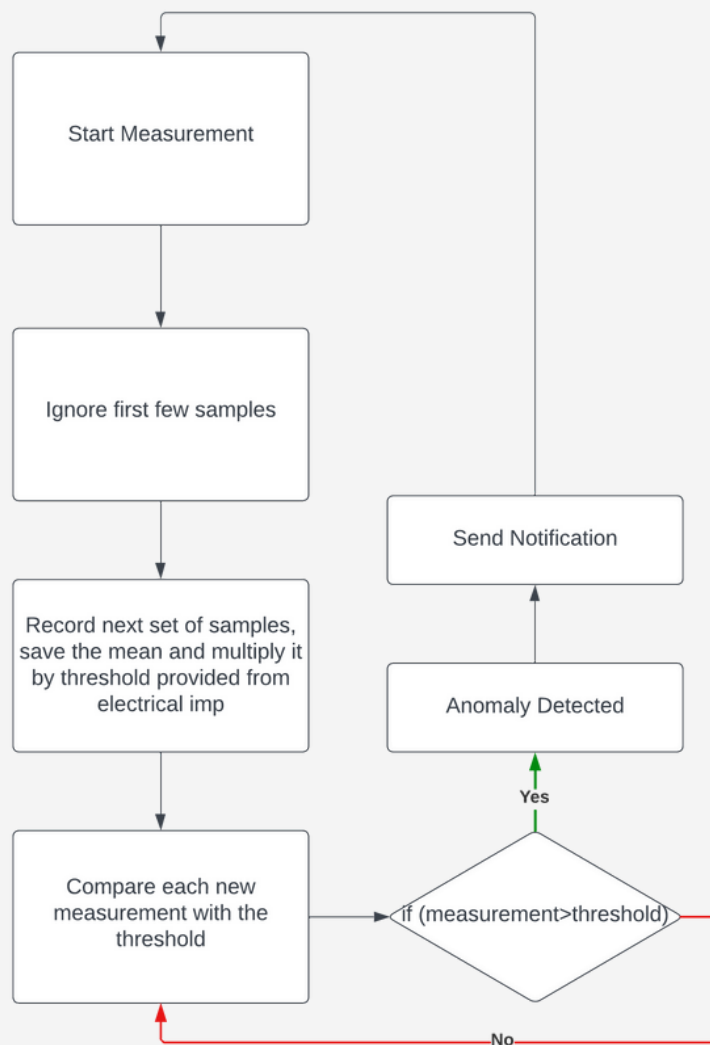 Start Measurement
Ignore first few samples
Record next set of samples,
save the mean and multiply it
by threshold provided from
electrical imp
Compare each new
measurement with the
threshold
if (measurement>threshold)
Yes
Anomaly Detected
Send Notification
No